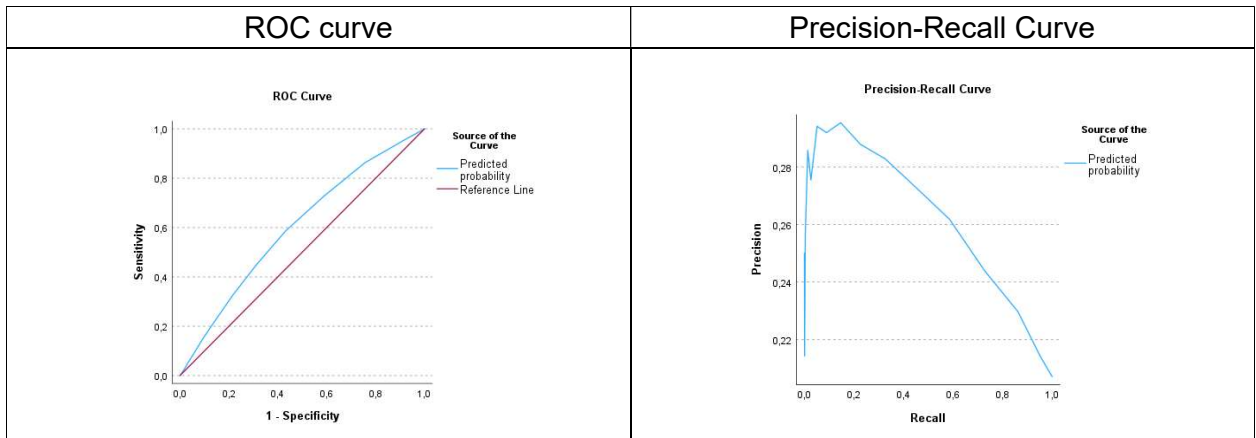 ROC curve
Precision-Recall Curve
ROC Curve
1,0
0,8
0,6
0,4
0,2
0,0
Sensitivity
0,0 0,2 0,4 0,6 0,8 1,0
1 - Specificity
Source of the
Curve
Predicted
probability
Reference Line
Precision-Recall Curve
0,28
0,26
0,24
0,22
Precision
0,0 0,2 0,4 0,6 0,8 1,0
Recall
Source of the
Curve
Predicted
probability